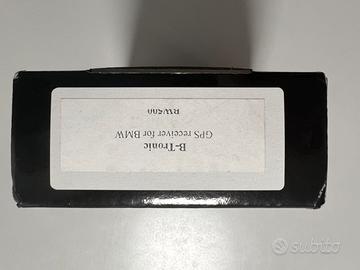 B-Tronic
GPS receiver for BMW
subito